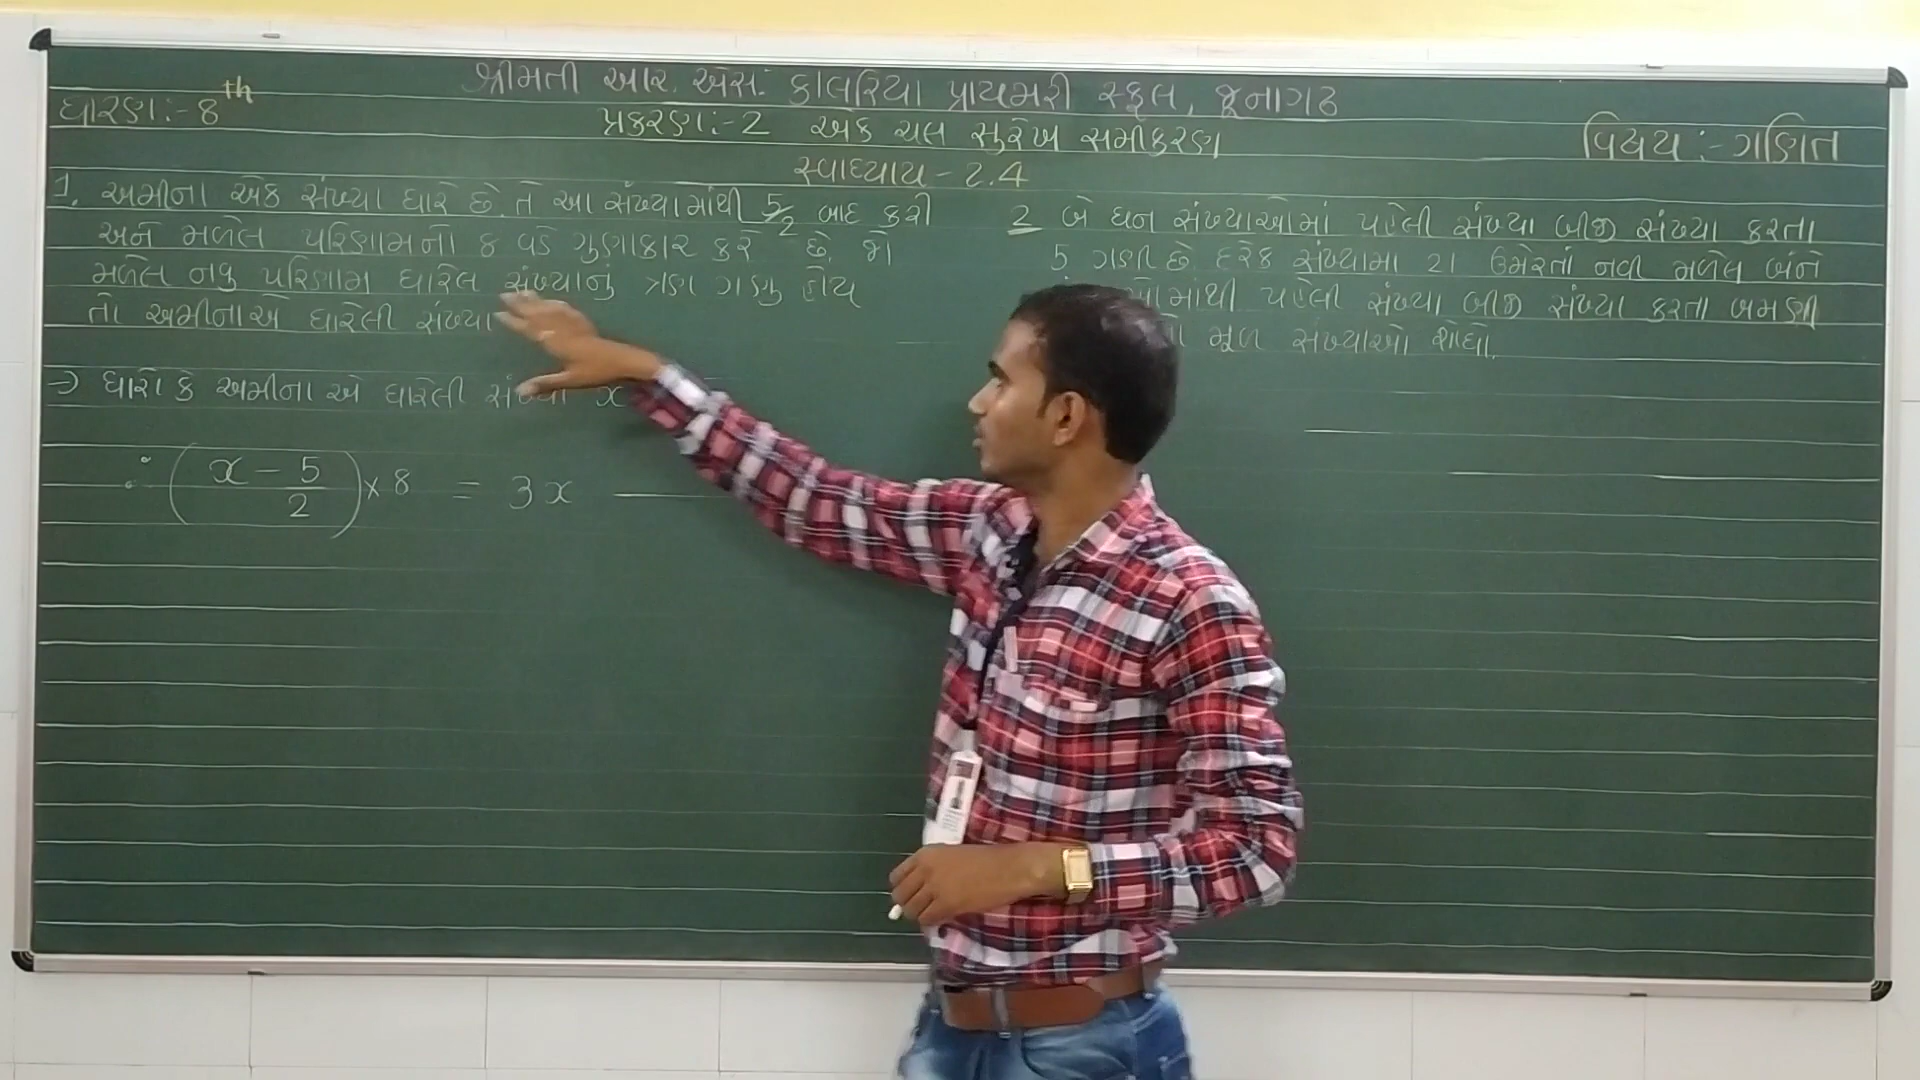 શ્રીમતી આર. એસ. કાલરિયા પ્રાયમરી સ્કૂલ, જૂનાગઢ
ધોરણ :- 8th
પ્રકરણ :- 2 એક ચલ સુરેખ સમીકરણ
વિષય :- ગણિત
સ્વાધ્યાય - 2.4
1. અમીના એક સંખ્યા ધારે છે. તે આ સંખ્યામાંથી 5/2 બાદ કરી
અને મળેલ પરિણામનો 8 વડે ગુણાકાર કરે છે. જો
મળેલ નવુ પરિણામ ધારેલ સંખ્યાનું ત્રણ ગણુ હોય
તો અમીનાએ ધારેલી સંખ્યા
→ ધારો કે અમીના એ ધારેલી સંખ્યા x
∴ (x - 5/2) × 8 = 3x
2 બે ધન સંખ્યાઓમાં પહેલી સંખ્યા બીજી સંખ્યા કરતા
5 ગણી છે. દરેક સંખ્યામા 21 ઉમેરતાં નવી મળેલ બંને
પહેલી સંખ્યા બીજી સંખ્યા કરતા બમણી
મૂળ સંખ્યાઓ શોધો.